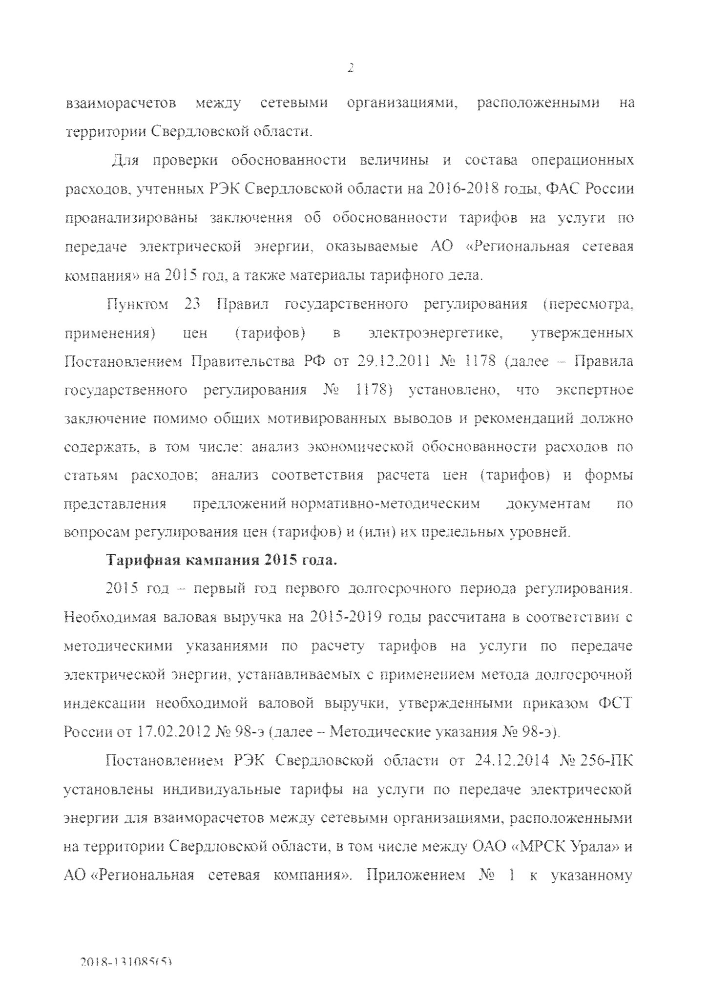 2
взаиморасчетов между сетевыми организациями, расположенными на
территории Свердловской области.
Для проверки обоснованности величины и состава операционных
расходов, учтенных РЭК Свердловской области на 2016-2018 годы, ФАС России
проанализированы заключения об обоснованности тарифов на услуги по
передаче электрической энергии, оказываемые АО «Региональная сетевая
компания» на 2015 год, а также материалы тарифного дела.
Пунктом 23 Правил государственного регулирования (пересмотра,
применения) цен (тарифов) в электроэнергетике, утвержденных
Постановлением Правительства РФ от 29.12.2011 № 1178 (далее – Правила
государственного регулирования № 1178) установлено, что экспертное
заключение помимо общих мотивированных выводов и рекомендаций должно
содержать, в том числе: анализ экономической обоснованности расходов по
статьям расходов; анализ соответствия расчета цен (тарифов) и формы
представления предложений нормативно-методическим документам по
вопросам регулирования цен (тарифов) и (или) их предельных уровней.
Тарифная кампания 2015 года.
2015 год – первый год первого долгосрочного периода регулирования.
Необходимая валовая выручка на 2015-2019 годы рассчитана в соответствии с
методическими указаниями по расчету тарифов на услуги по передаче
электрической энергии, устанавливаемых с применением метода долгосрочной
индексации необходимой валовой выручки, утвержденными приказом ФСТ
России от 17.02.2012 № 98-э (далее – Методические указания № 98-э).
Постановлением РЭК Свердловской области от 24.12.2014 № 256-ПК
установлены индивидуальные тарифы на услуги по передаче электрической
энергии для взаиморасчетов между сетевыми организациями, расположенными
на территории Свердловской области, в том числе между ОАО «МРСК Урала» и
АО «Региональная сетевая компания». Приложением № 1 к указанному
2018-131085(5)